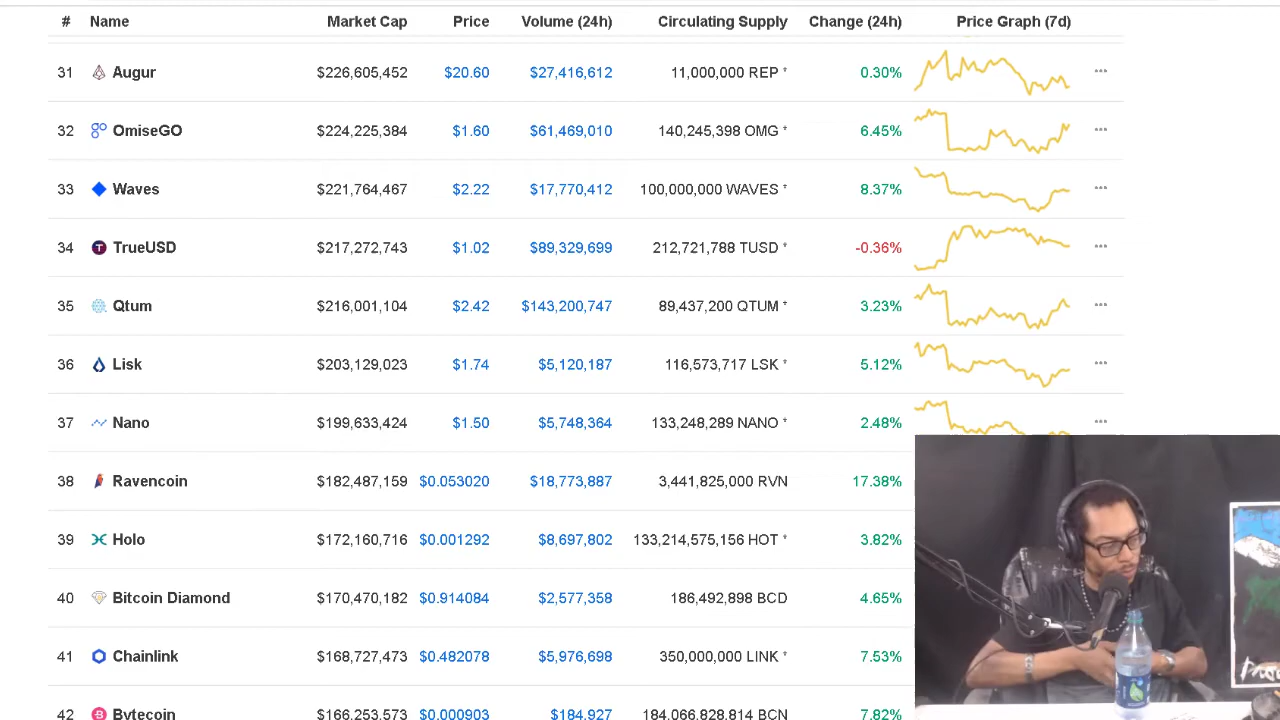 # Name Market Cap Price Volume (24h) Circulating Supply Change (24h) Price Graph (7d)
31 Augur $226,605,452 $20.60 $27,416,612 11,000,000 REP * 0.30%
32 OmiseGO $224,225,384 $1.60 $61,469,010 140,245,398 OMG * 6.45%
33 Waves $221,764,467 $2.22 $17,770,412 100,000,000 WAVES * 8.37%
34 TrueUSD $217,272,743 $1.02 $89,329,699 212,721,788 TUSD * -0.36%
35 Qtum $216,001,104 $2.42 $143,200,747 89,437,200 QTUM * 3.23%
36 Lisk $203,129,023 $1.74 $5,120,187 116,573,717 LSK * 5.12%
37 Nano $199,633,424 $1.50 $5,748,364 133,248,289 NANO * 2.48%
38 Ravencoin $182,487,159 $0.053020 $18,773,887 3,441,825,000 RVN 17.38%
39 Holo $172,160,716 $0.001292 $8,697,802 133,214,575,156 HOT * 3.82%
40 Bitcoin Diamond $170,470,182 $0.914084 $2,577,358 186,492,898 BCD 4.65%
41 Chainlink $168,727,473 $0.482078 $5,976,698 350,000,000 LINK * 7.53%
42 Bytecoin $166,253,573 $0.000903 $184,927 184,066,828,814 BCN 7.82%